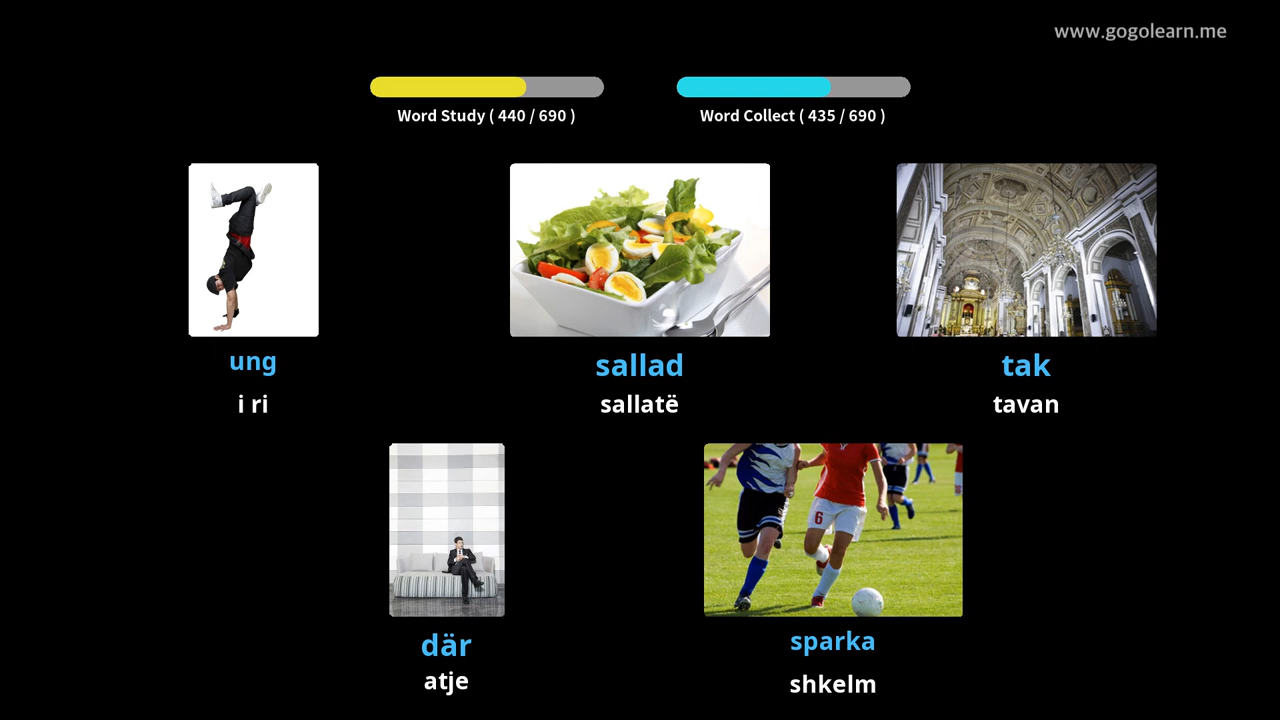 www.gogolearn.me
Word Study ( 440 / 690 )
Word Collect ( 435 / 690 )
ung
i ri
sallad
sallatë
tak
tavan
där
atje
sparka
shkelm
6